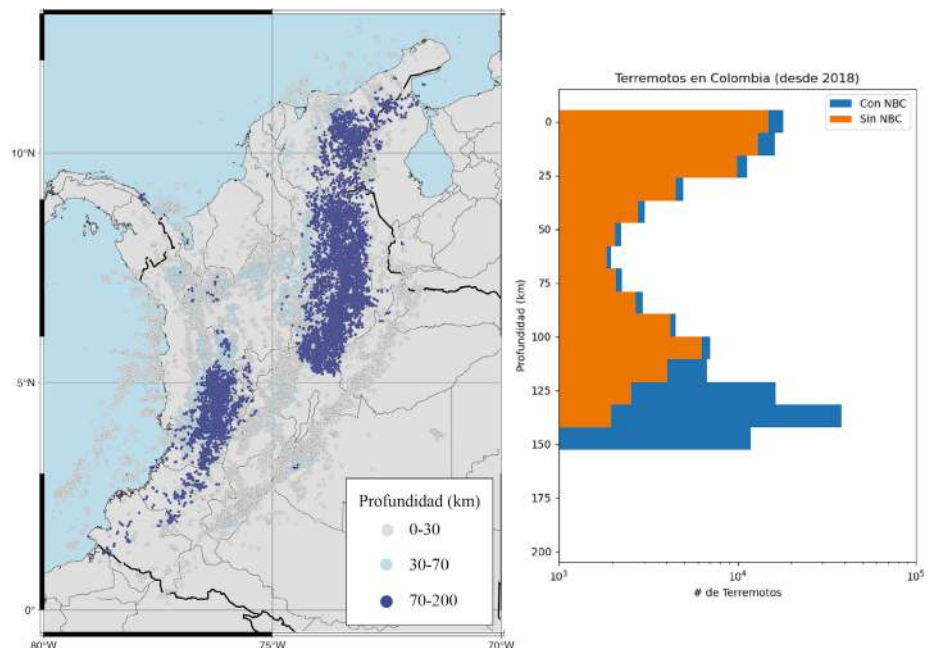 10°N
5°N
0°
80°W
75°W
70°W
Profundidad (km)
0-30
30-70
70-200
Terremotos en Colombia (desde 2018)
Con NBC
Sin NBC
Profundidad (km)
0
25
50
75
100
125
150
175
200
10³
10⁴
10⁵
# de Terremotos